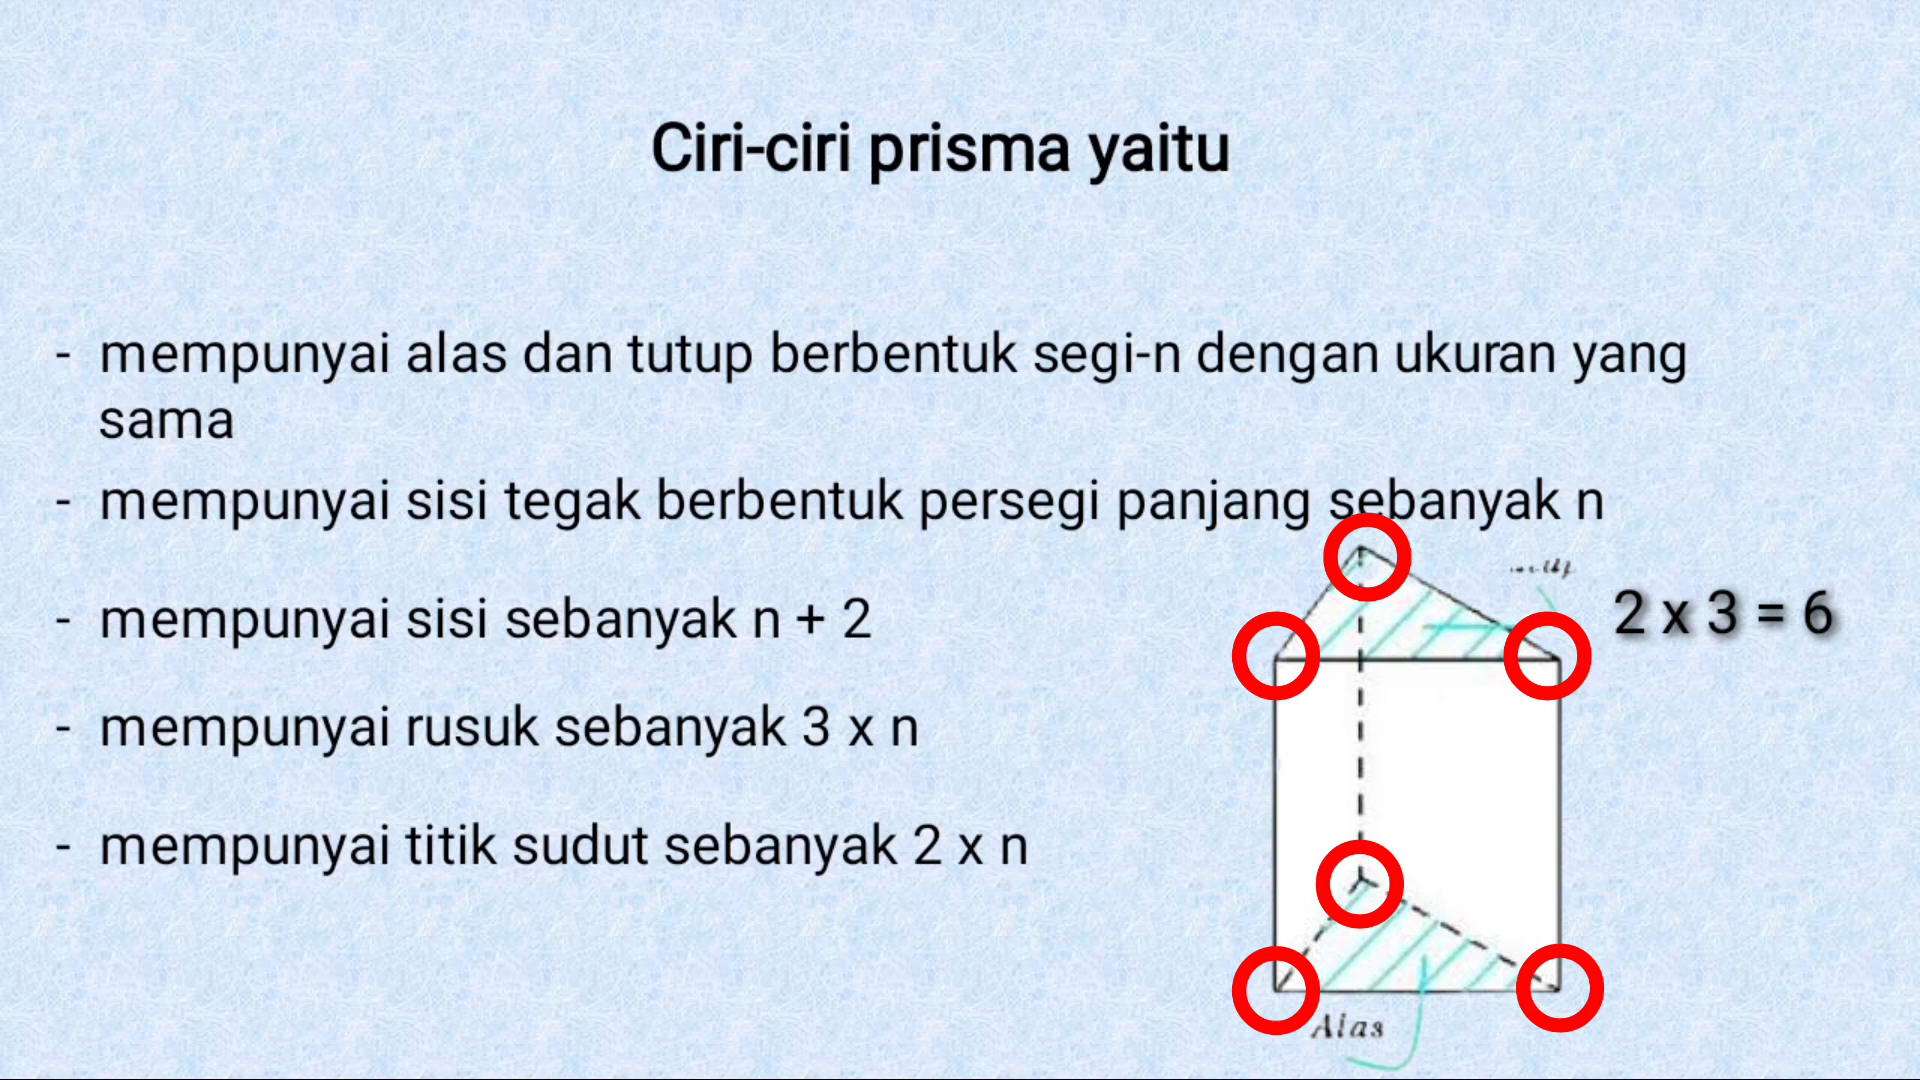 Ciri-ciri prisma yaitu
- mempunyai alas dan tutup berbentuk segi-n dengan ukuran yang
sama
- mempunyai sisi tegak berbentuk persegi panjang sebanyak n
- mempunyai sisi sebanyak n + 2
2 x 3 = 6
- mempunyai rusuk sebanyak 3 x n
- mempunyai titik sudut sebanyak 2 x n
Alas